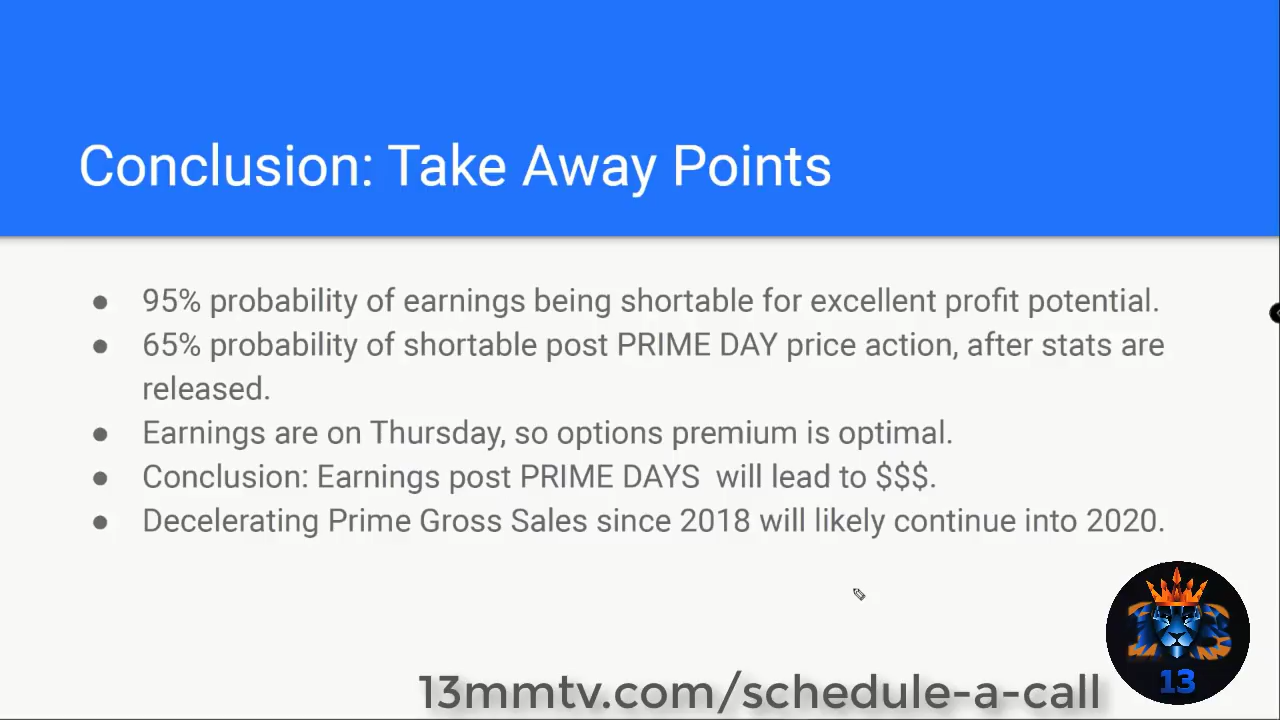 Conclusion: Take Away Points
● 95% probability of earnings being shortable for excellent profit potential.
● 65% probability of shortable post PRIME DAY price action, after stats are
released.
● Earnings are on Thursday, so options premium is optimal.
● Conclusion: Earnings post PRIME DAYS  will lead to $$$.
● Decelerating Prime Gross Sales since 2018 will likely continue into 2020.
13
13
13mmtv.com/schedule-a-call